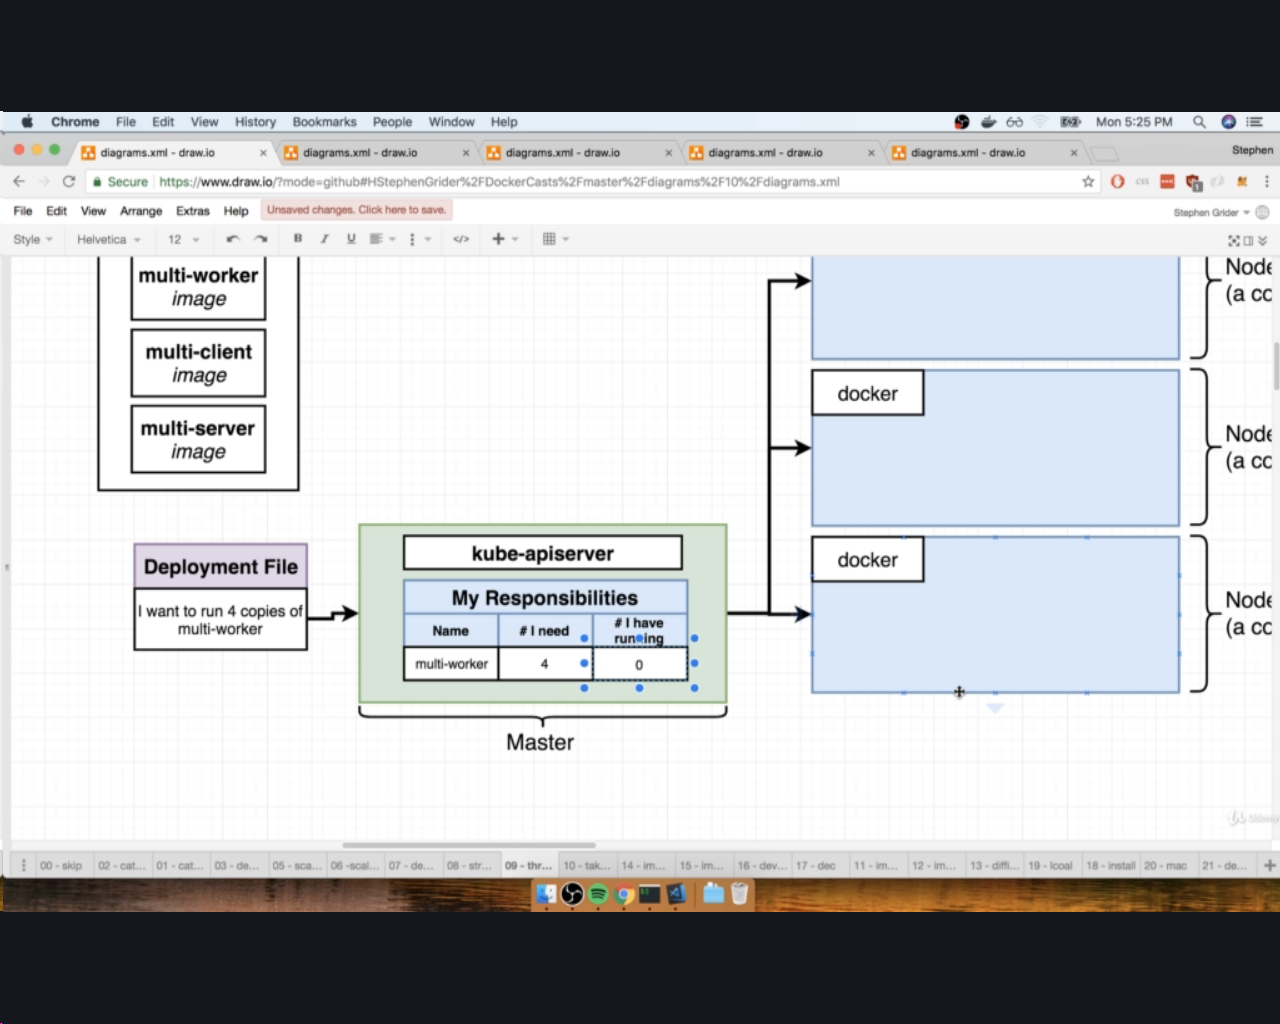 Chrome File Edit View History Bookmarks People Window Help Mon 5:25 PM
diagrams.xml - draw.io diagrams.xml - draw.io diagrams.xml - draw.io diagrams.xml - draw.io diagrams.xml - draw.io Stephen
Secure https://www.draw.io/?mode=github#HStephenGrider%2FDockerCasts%2Fmaster%2Fdiagrams%2F10%2Fdiagrams.xml
File Edit View Arrange Extras Help Unsaved changes. Click here to save. Stephen Grider
Style Helvetica 12 B I U
multi-worker
image
multi-client
image
multi-server
image
Deployment File
I want to run 4 copies of
multi-worker
kube-apiserver
My Responsibilities
Name # I need # I have
running
multi-worker 4 0
Master
docker
docker
Node
(a co
Node
(a co
Node
(a co
Udemy
00 - skip 02 - cat... 01 - cat... 03 - de... 05 - sca... 06 -scal... 07 - de... 08 - str... 09 - thr... 10 - tak... 14 - im... 15 - im... 16 - dev... 17 - dec 11 - im... 12 - im... 13 - diffi... 19 - lcoal 18 - install 20 - mac 21 - de...